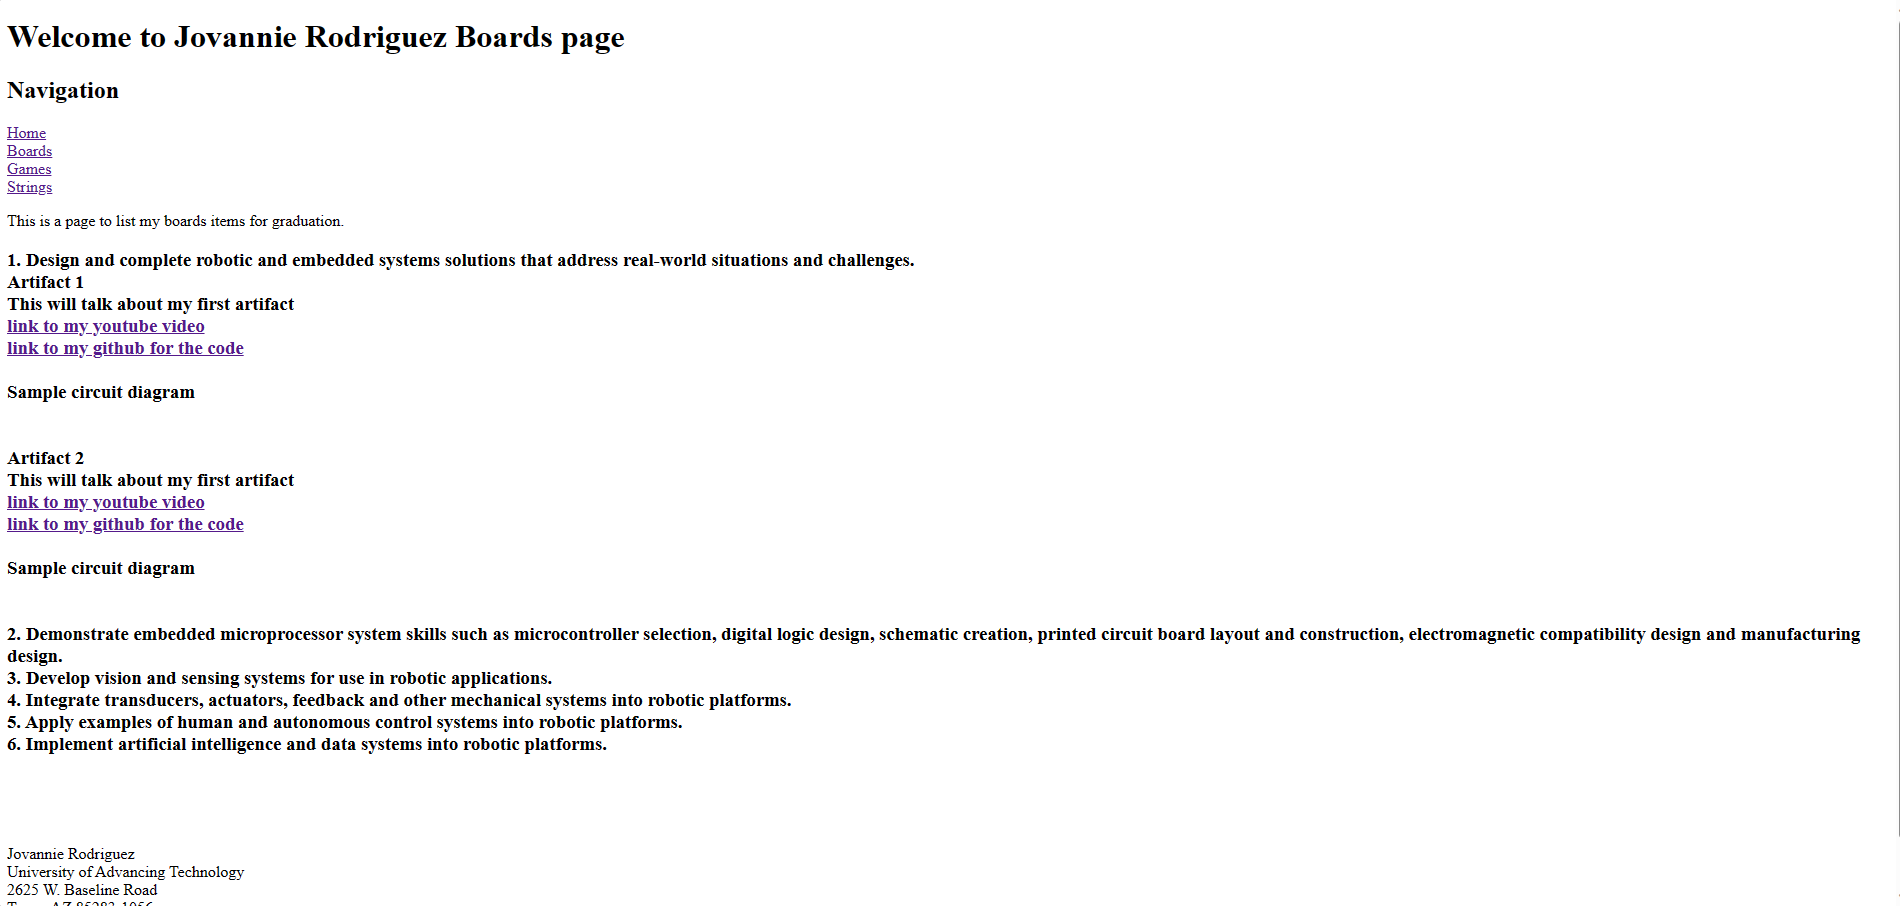 Welcome to Jovannie Rodriguez Boards page
Navigation
Home
Boards
Games
Strings
This is a page to list my boards items for graduation.
1. Design and complete robotic and embedded systems solutions that address real-world situations and challenges.
Artifact 1
This will talk about my first artifact
link to my youtube video
link to my github for the code
Sample circuit diagram
Artifact 2
This will talk about my first artifact
link to my youtube video
link to my github for the code
Sample circuit diagram
2. Demonstrate embedded microprocessor system skills such as microcontroller selection, digital logic design, schematic creation, printed circuit board layout and construction, electromagnetic compatibility design and manufacturing
design.
3. Develop vision and sensing systems for use in robotic applications.
4. Integrate transducers, actuators, feedback and other mechanical systems into robotic platforms.
5. Apply examples of human and autonomous control systems into robotic platforms.
6. Implement artificial intelligence and data systems into robotic platforms.
Jovannie Rodriguez
University of Advancing Technology
2625 W. Baseline Road